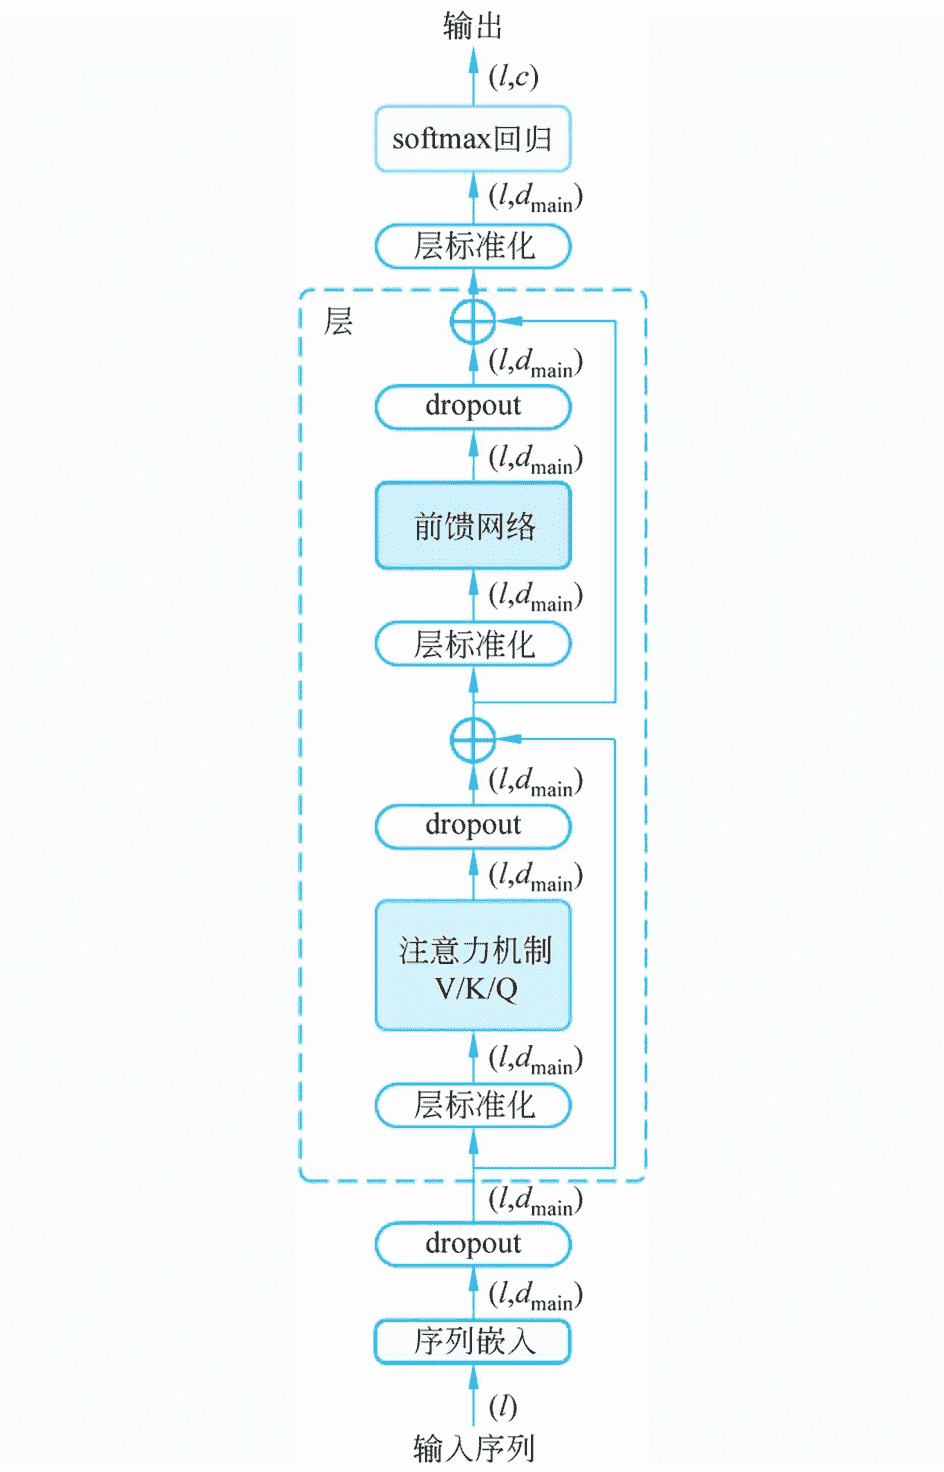 输出
(l,c)
softmax回归
(l,dmain)
层标准化
层
(l,dmain)
dropout
(l,dmain)
前馈网络
(l,dmain)
层标准化
(l,dmain)
dropout
(l,dmain)
注意力机制
V/K/Q
(l,dmain)
层标准化
(l,dmain)
dropout
(l,dmain)
序列嵌入
(l)
输入序列